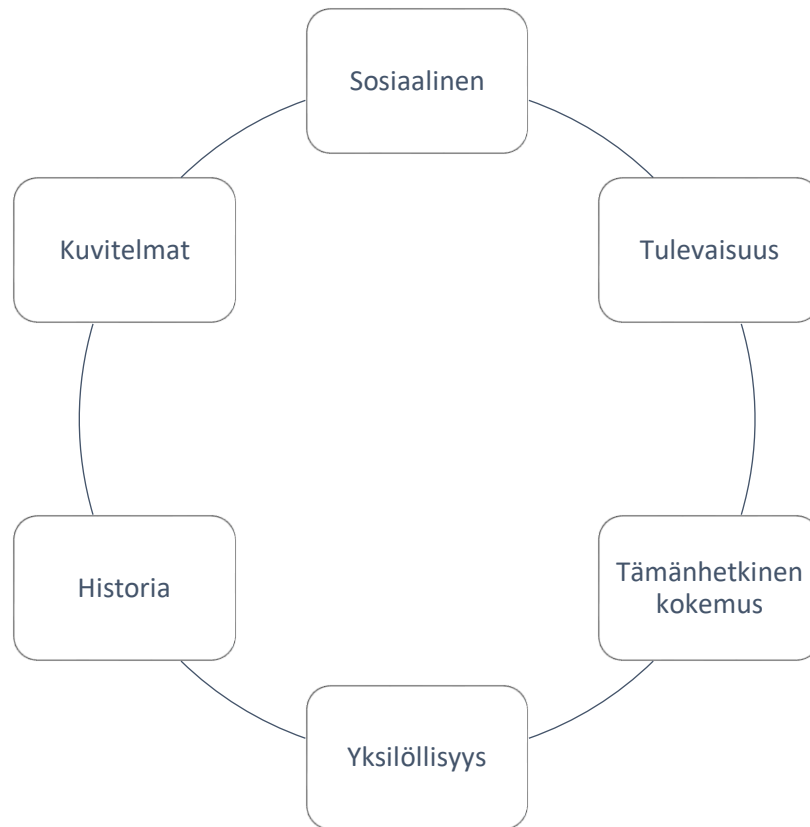 Sosiaalinen
Kuvitelmat
Tulevaisuus
Historia
Tämänhetkinen
kokemus
Yksilöllisyys